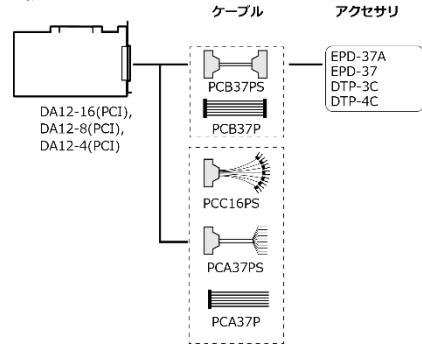 ケーブル
アクセサリ
DA12-16(PCI),
DA12-8(PCI),
DA12-4(PCI)
PCB37PS
PCB37P
EPD-37A
EPD-37
DTP-3C
DTP-4C
PCC16PS
PCA37PS
PCA37P